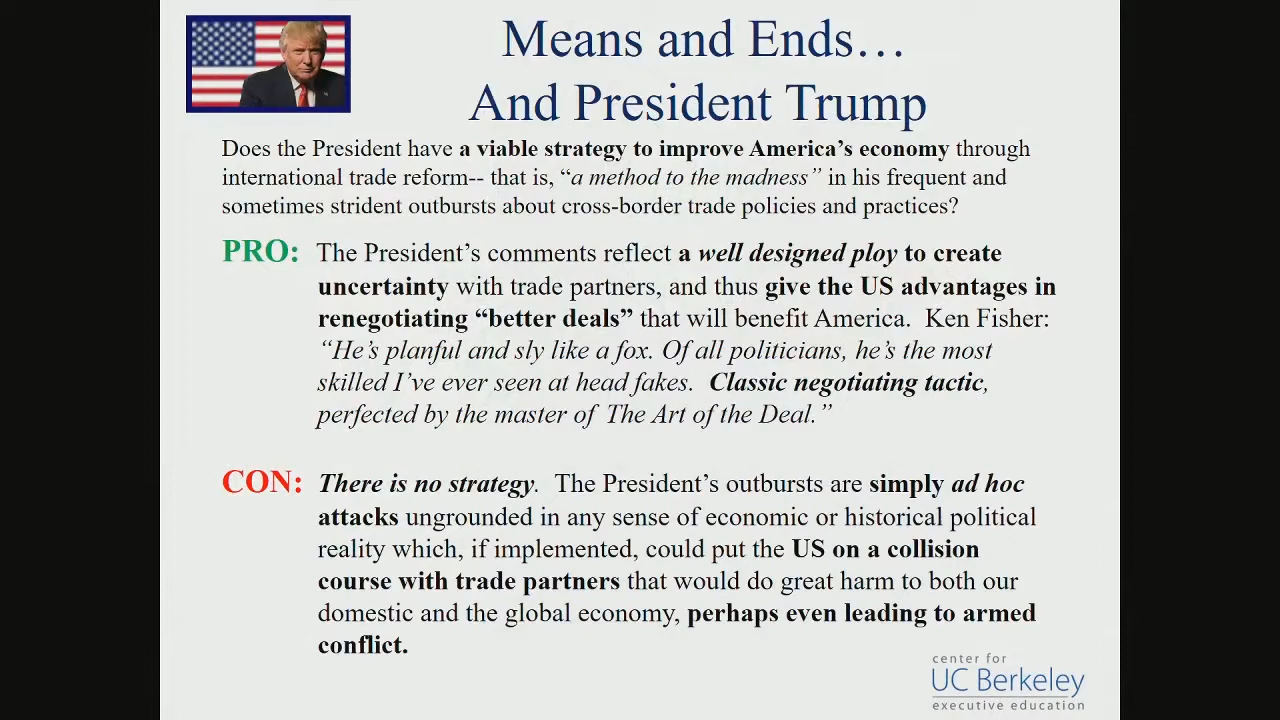 Means and Ends…
And President Trump
Does the President have a viable strategy to improve America’s economy through
international trade reform-- that is, “a method to the madness” in his frequent and
sometimes strident outbursts about cross-border trade policies and practices?
PRO: The President’s comments reflect a well designed ploy to create
uncertainty with trade partners, and thus give the US advantages in
renegotiating “better deals” that will benefit America. Ken Fisher:
“He’s planful and sly like a fox. Of all politicians, he’s the most
skilled I’ve ever seen at head fakes. Classic negotiating tactic,
perfected by the master of The Art of the Deal.”
CON: There is no strategy. The President’s outbursts are simply ad hoc
attacks ungrounded in any sense of economic or historical political
reality which, if implemented, could put the US on a collision
course with trade partners that would do great harm to both our
domestic and the global economy, perhaps even leading to armed
conflict.
center for
UC Berkeley
executive education